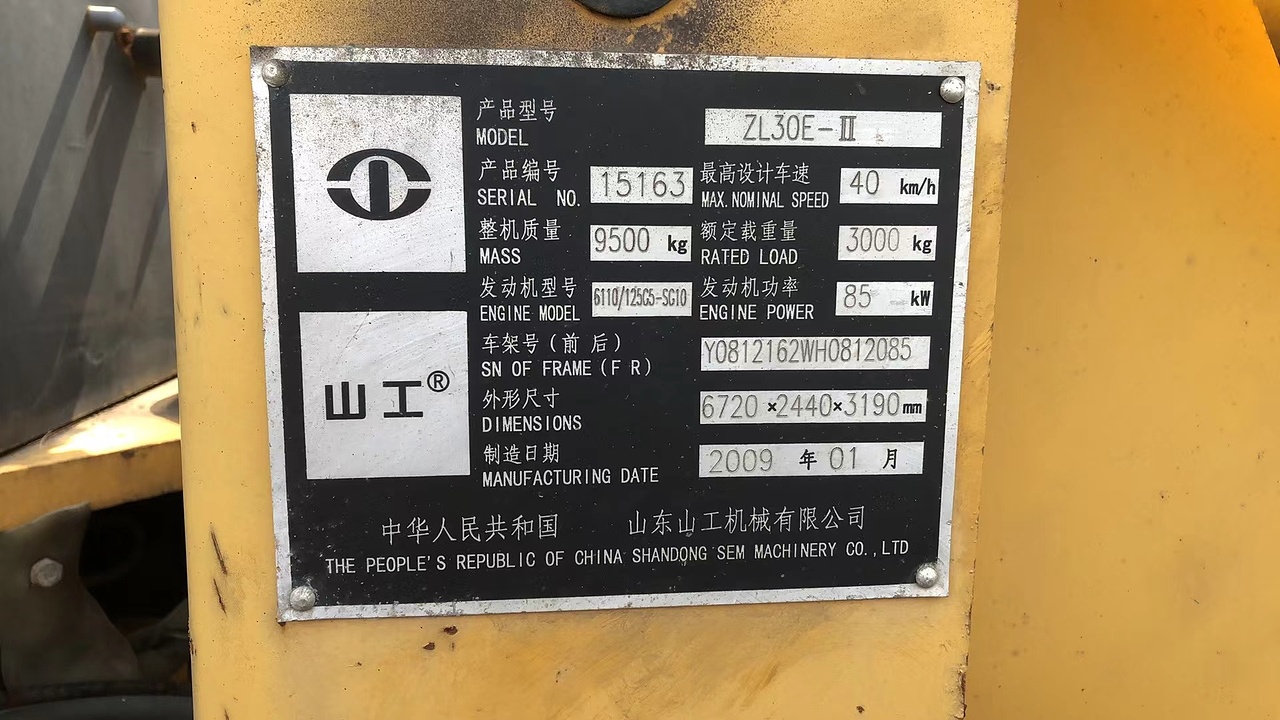 产品型号
MODEL ZL30E-Ⅱ
产品编号 最高设计车速
SERIAL NO. 15163 MAX. NOMINAL SPEED 40 km/h
整机质量 额定载重量
MASS 9500 kg RATED LOAD 3000 kg
发动机型号 发动机功率
ENGINE MODEL 6110/125G5-SG10 ENGINE POWER 85 kW
车架号(前 后)
SN OF FRAME(F R) Y0812162WH0812085
外形尺寸
DIMENSIONS 6720×2440×3190mm
制造日期
MANUFACTURING DATE 2009 年 01 月
山工®
中华人民共和国 山东山工机械有限公司
THE PEOPLE'S REPUBLIC OF CHINA SHANDONG SEM MACHINERY CO.,LTD